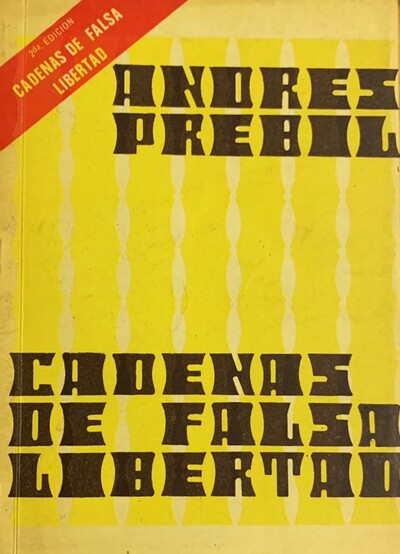 2da EDICION
CADENAS DE FALSA
LIBERTAD
ANDRES
PREBIL
CADENAS
DE FALSA
LIBERTAD